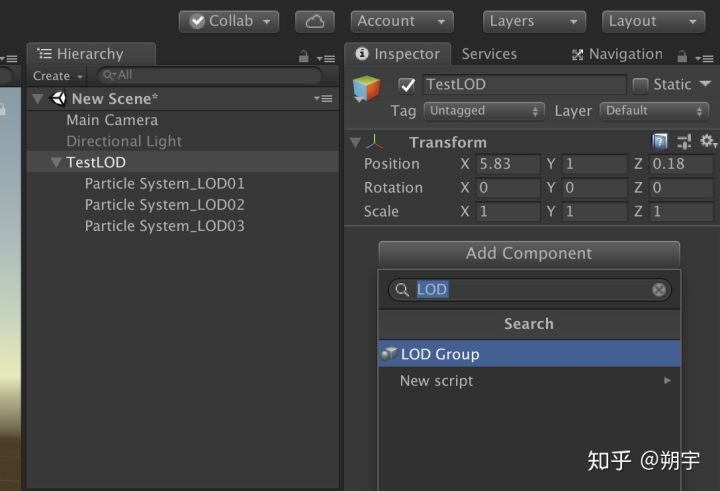 Collab
Account
Layers
Layout
Hierarchy
Inspector
Services
Navigation
Create
All
New Scene*
Main Camera
Directional Light
TestLOD
Particle System_LOD01
Particle System_LOD02
Particle System_LOD03
TestLOD
Static
Tag Untagged
Layer Default
Transform
Position X 5.83 Y 1 Z 0.18
Rotation X 0 Y 0 Z 0
Scale X 1 Y 1 Z 1
Add Component
LOD
Search
LOD Group
New script
知乎 @朔宇